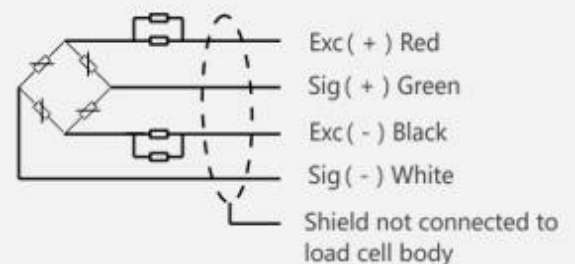 Exc ( + ) Red
Sig ( + ) Green
Exc ( - ) Black
Sig ( - ) White
Shield not connected to
load cell body